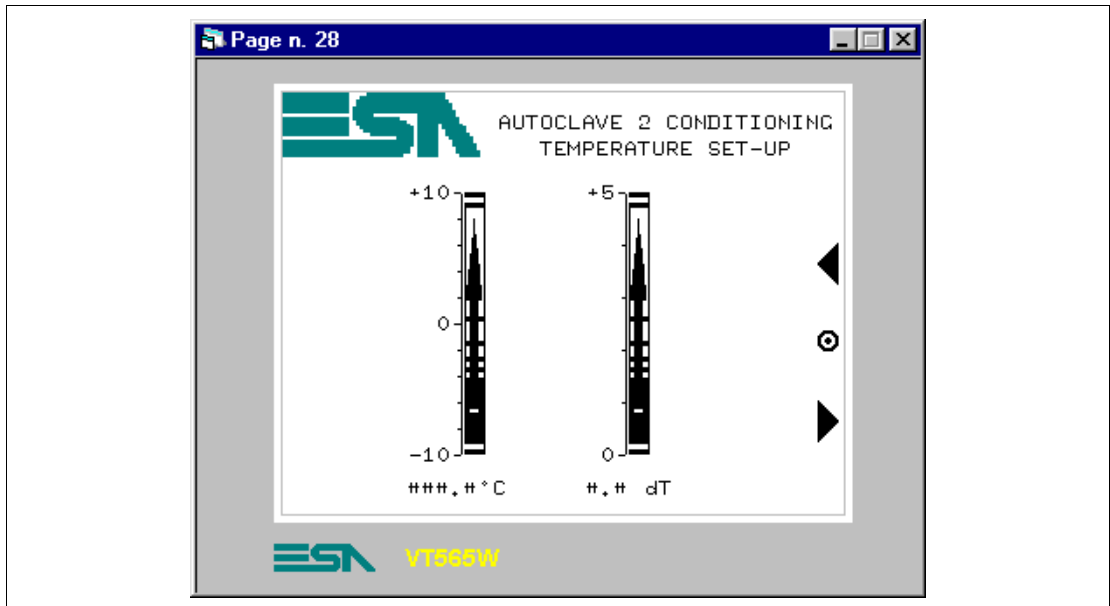 Page n. 28
ESA
AUTOCLAVE 2 CONDITIONING
TEMPERATURE SET-UP
+10 +5
0
-10 0
###.#°C #.# dT
ESA VT565W